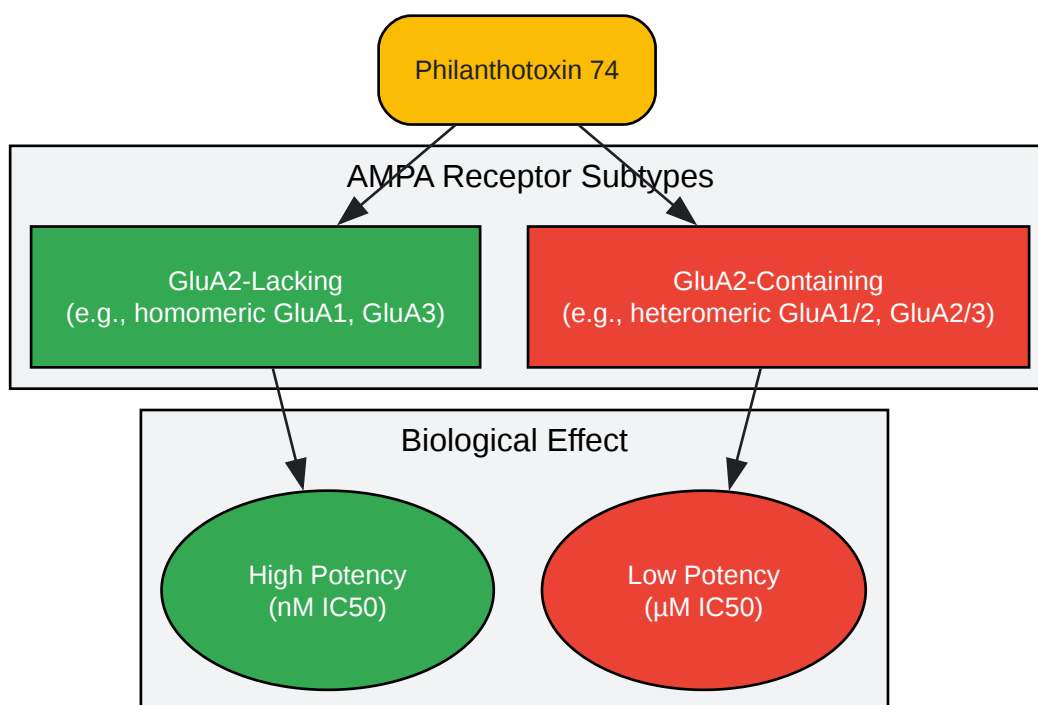 Philanthotoxin 74
AMPA Receptor Subtypes
GluA2-Lacking
(e.g., homomeric GluA1, GluA3)
GluA2-Containing
(e.g., heteromeric GluA1/2, GluA2/3)
Biological Effect
High Potency
(nM IC50)
Low Potency
(µM IC50)